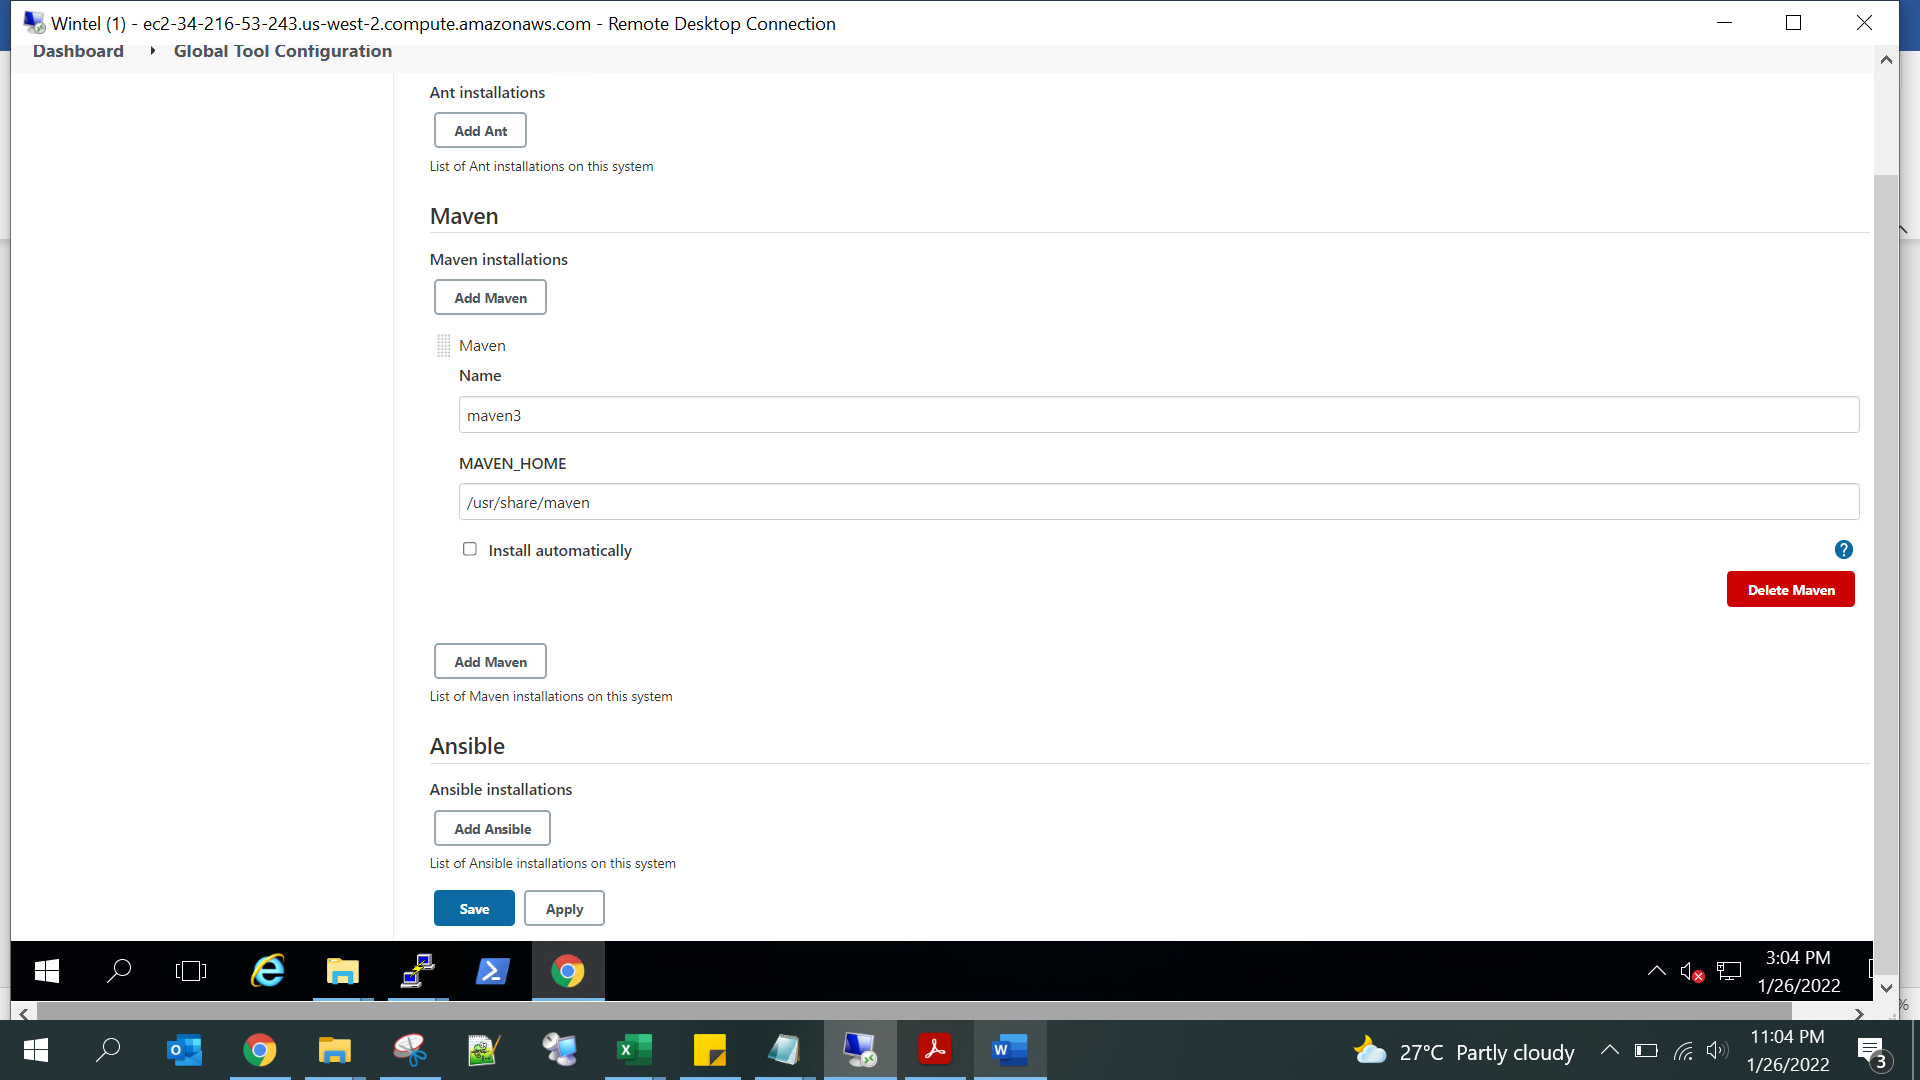 Wintel (1) - ec2-34-216-53-243.us-west-2.compute.amazonaws.com - Remote Desktop Connection
Dashboard Global Tool Configuration
Ant installations
Add Ant
List of Ant installations on this system
Maven
Maven installations
Add Maven
Maven
Name
maven3
MAVEN_HOME
/usr/share/maven
Install automatically
?
Delete Maven
Add Maven
List of Maven installations on this system
Ansible
Ansible installations
Add Ansible
List of Ansible installations on this system
Save Apply
3:04 PM
1/26/2022
%
27°C Partly cloudy
11:04 PM
1/26/2022
3